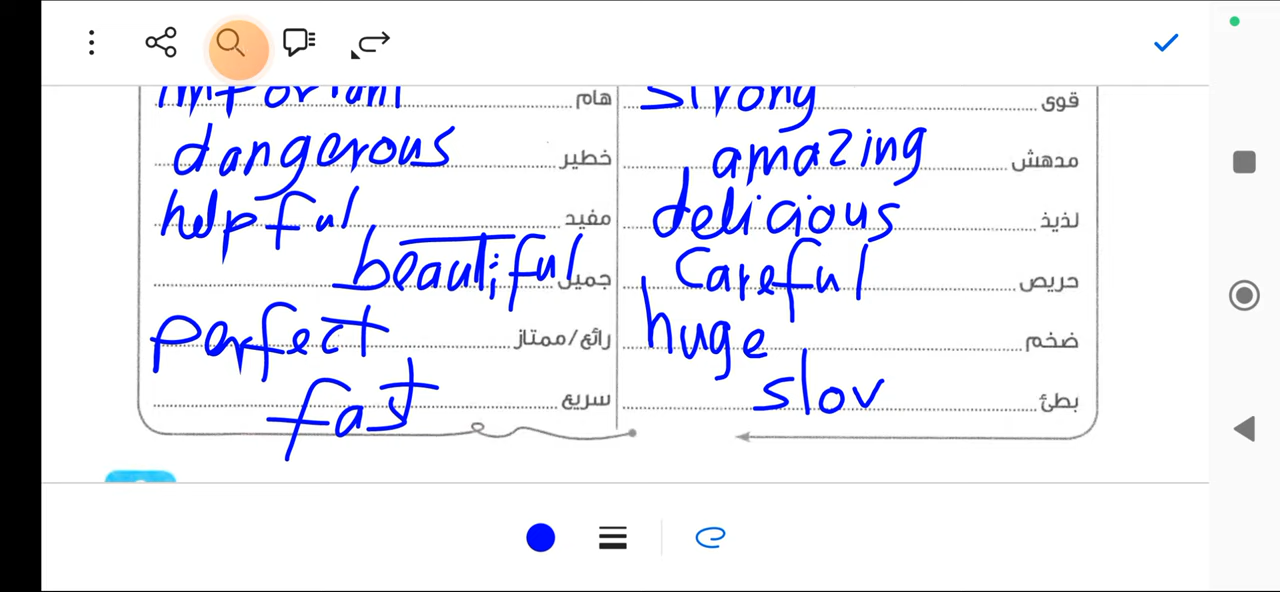 قوى strong هام important
مدهش amazing خطير dangerous
لذيذ delicious مفيد helpful
حريص Careful جميل beautiful
ضخم huge رائع/ممتاز perfect
بطئ slov سريع fast